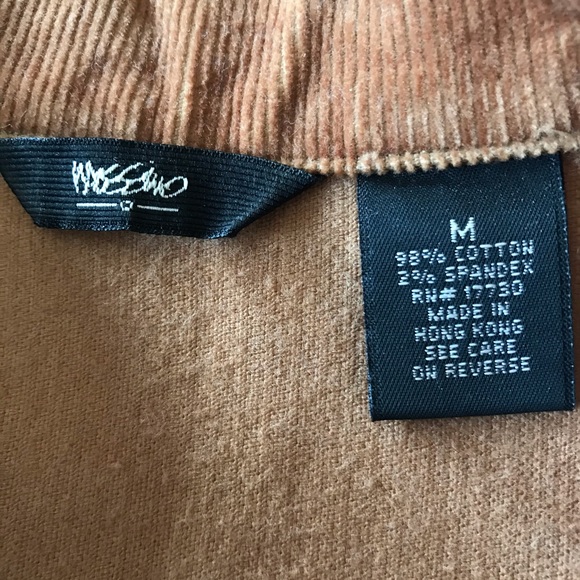 Mossimo
M
98% COTTON
2% SPANDEX
RN# 17730
MADE IN
HONG KONG
SEE CARE
ON REVERSE